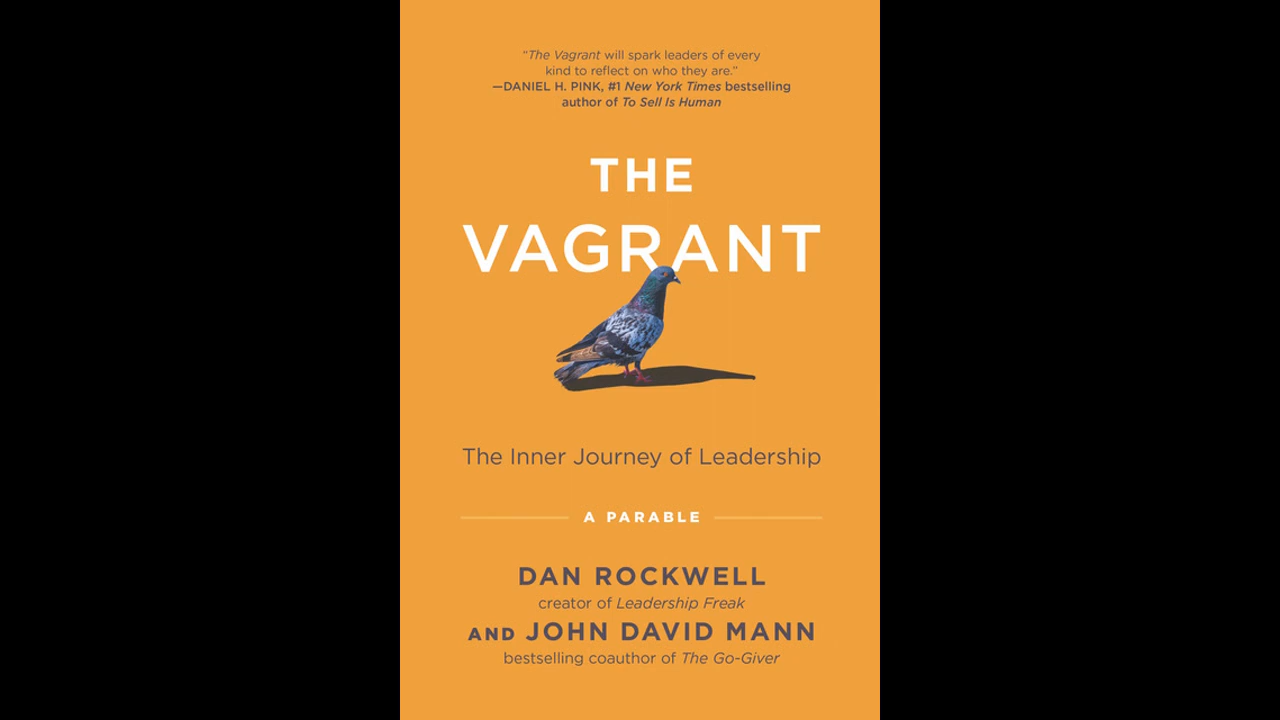 “The Vagrant will spark leaders of every
kind to reflect on who they are.”
—DANIEL H. PINK, #1 New York Times bestselling
author of To Sell Is Human
THE
VAGRANT
The Inner Journey of Leadership
A PARABLE
DAN ROCKWELL
creator of Leadership Freak
AND JOHN DAVID MANN
bestselling coauthor of The Go-Giver